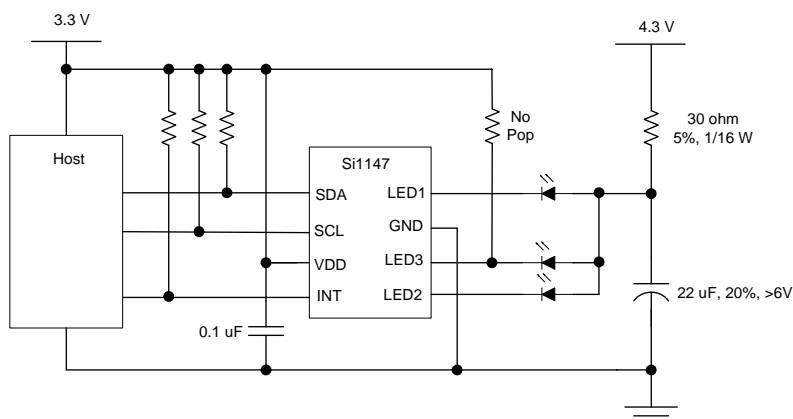 3.3 V
4.3 V
No
Pop
30 ohm
5%, 1/16 W
Host
Si1147
SDA
LED1
SCL
GND
VDD
LED3
INT
LED2
0.1 uF
22 uF, 20%, >6V